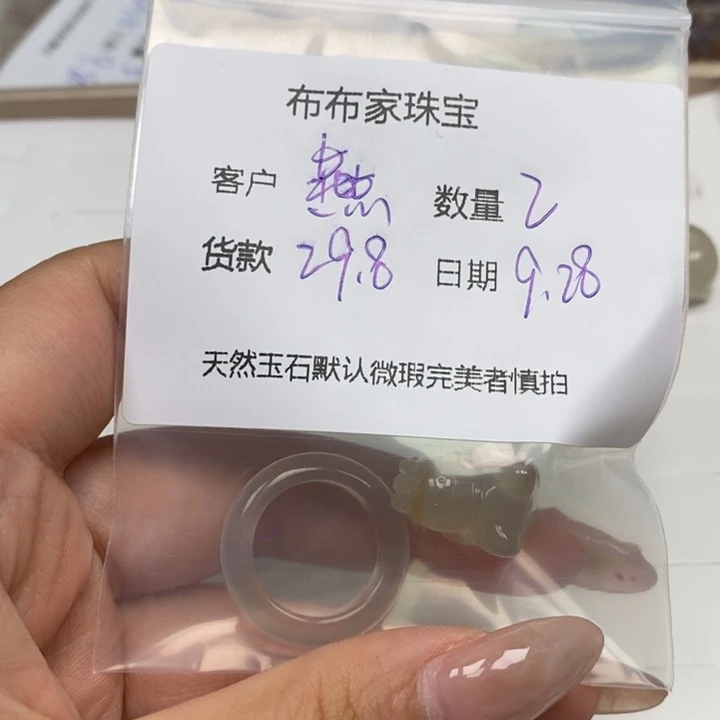 布布家珠宝
客户 数量 2
货款 29.8 日期 9.28
天然玉石默认微瑕完美者慎拍